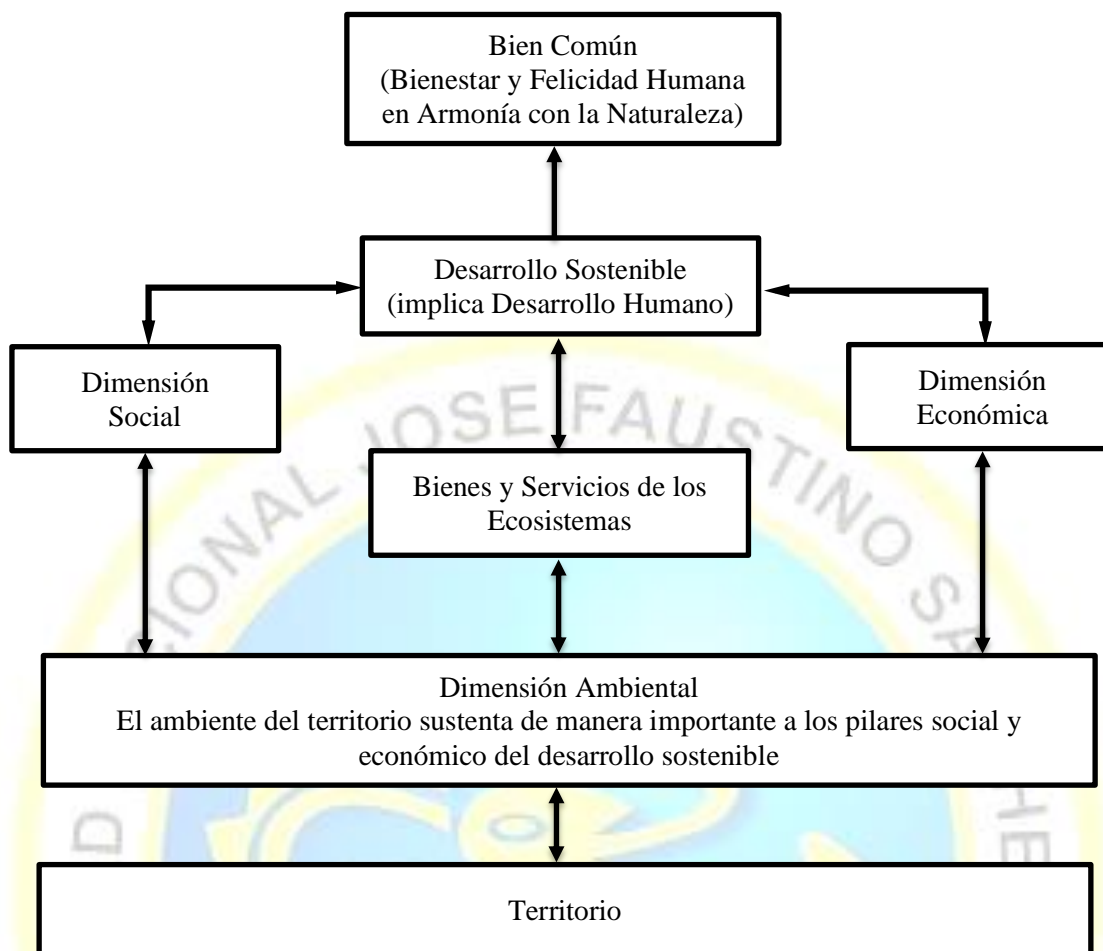 Bien Común
(Bienestar y Felicidad Humana
en Armonía con la Naturaleza)
Desarrollo Sostenible
(implica Desarrollo Humano)
Dimensión
Social
Dimensión
Económica
Bienes y Servicios de los
Ecosistemas
Dimensión Ambiental
El ambiente del territorio sustenta de manera importante a los pilares social y
económico del desarrollo sostenible
Territorio
JOSE FAUSTINO